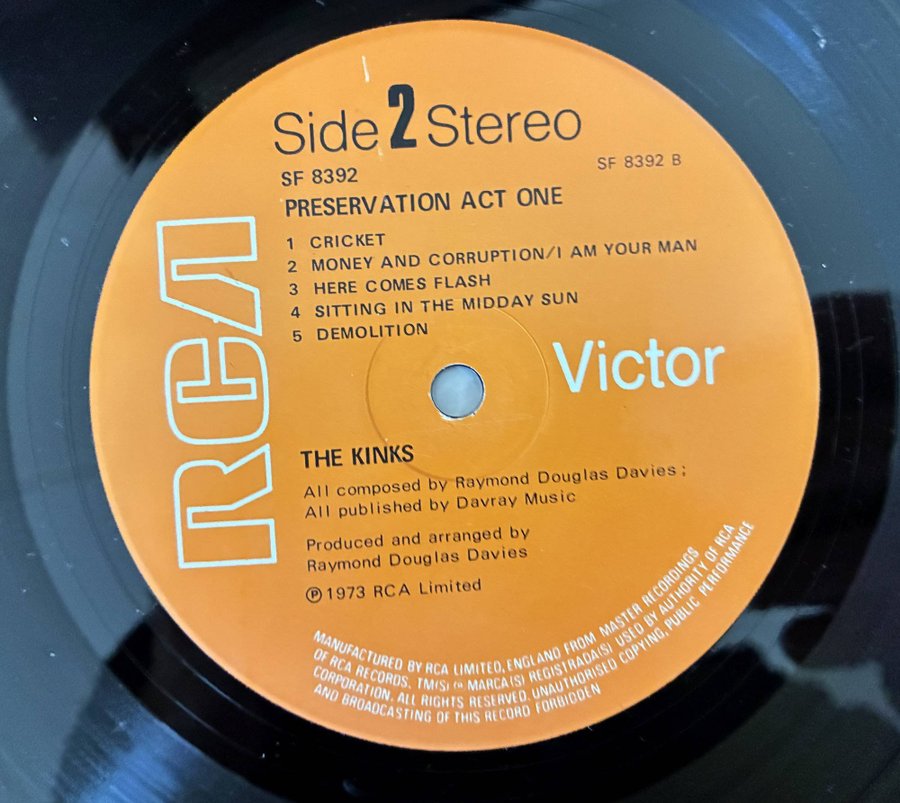 Side 2 Stereo
SF 8392
SF 8392 B
PRESERVATION ACT ONE
1 CRICKET
2 MONEY AND CORRUPTION/I AM YOUR MAN
3 HERE COMES FLASH
4 SITTING IN THE MIDDAY SUN
5 DEMOLITION
RCA
Victor
THE KINKS
All composed by Raymond Douglas Davies ;
All published by Davray Music
Produced and arranged by
Raymond Douglas Davies
℗ 1973 RCA Limited
MANUFACTURED BY RCA LIMITED, ENGLAND FROM MASTER RECORDINGS
OF RCA RECORDS. TM(S) ® MARCA(S) REGISTRADA(S) USED BY AUTHORITY OF RCA
CORPORATION. ALL RIGHTS RESERVED. UNAUTHORISED COPYING, PUBLIC PERFORMANCE
AND BROADCASTING OF THIS RECORD FORBIDDEN